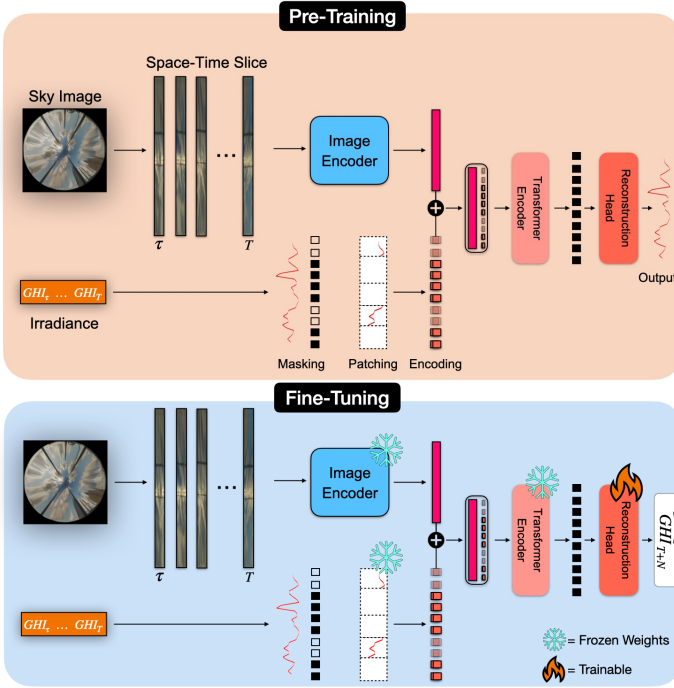 Pre-Training
Space-Time Slice
Sky Image
Image
Encoder
Transformer
Encoder
Reconstruction
Head
τ
T
Output
GHIτ … GHIT
Irradiance
Masking
Patching
Encoding
Fine-Tuning
Image
Encoder
Transformer
Encoder
Reconstruction
Head
GHIT+N
τ
T
GHIτ … GHIT
= Frozen Weights
= Trainable